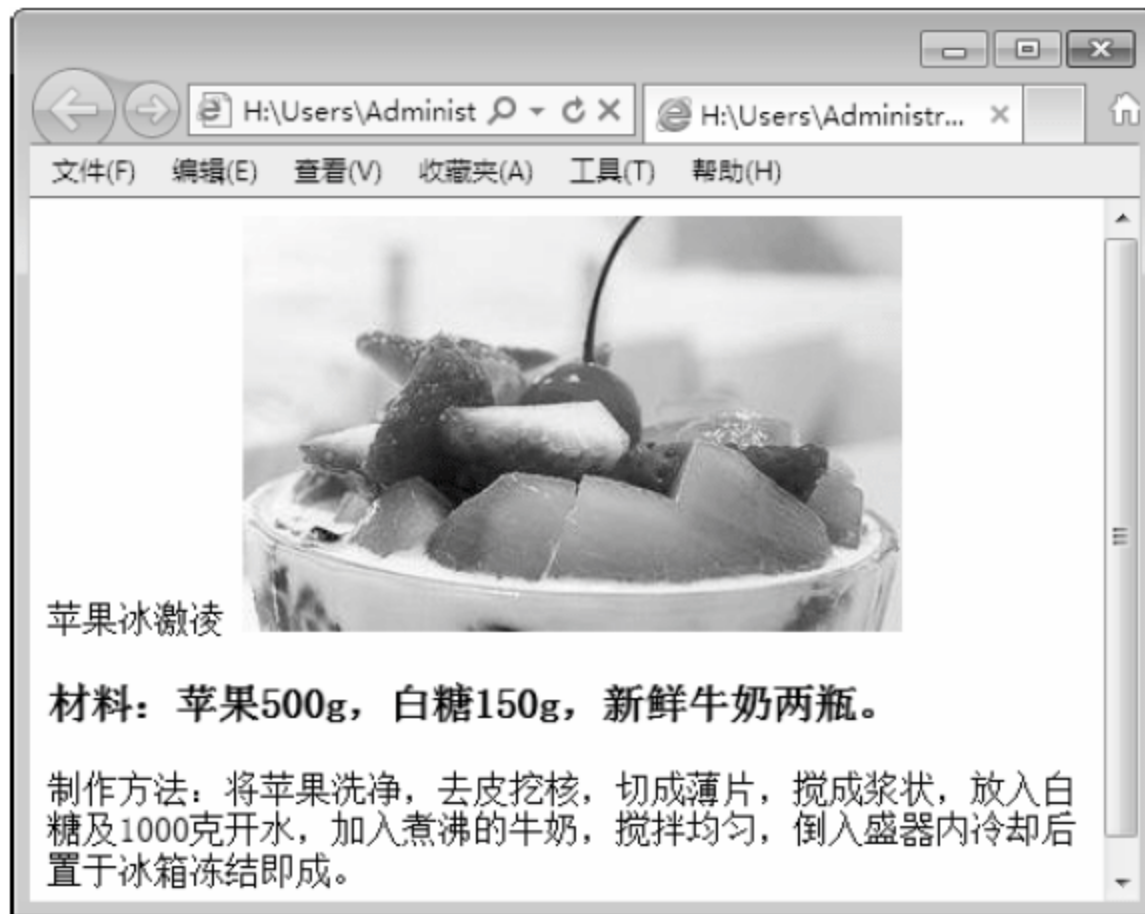 H:\Users\Administ
H:\Users\Administr...
文件(F) 编辑(E) 查看(V) 收藏夹(A) 工具(T) 帮助(H)
苹果冰激凌
材料：苹果500g，白糖150g，新鲜牛奶两瓶。
制作方法：将苹果洗净，去皮挖核，切成薄片，搅成浆状，放入白
糖及1000克开水，加入煮沸的牛奶，搅拌均匀，倒入盛器内冷却后
置于冰箱冻结即成。